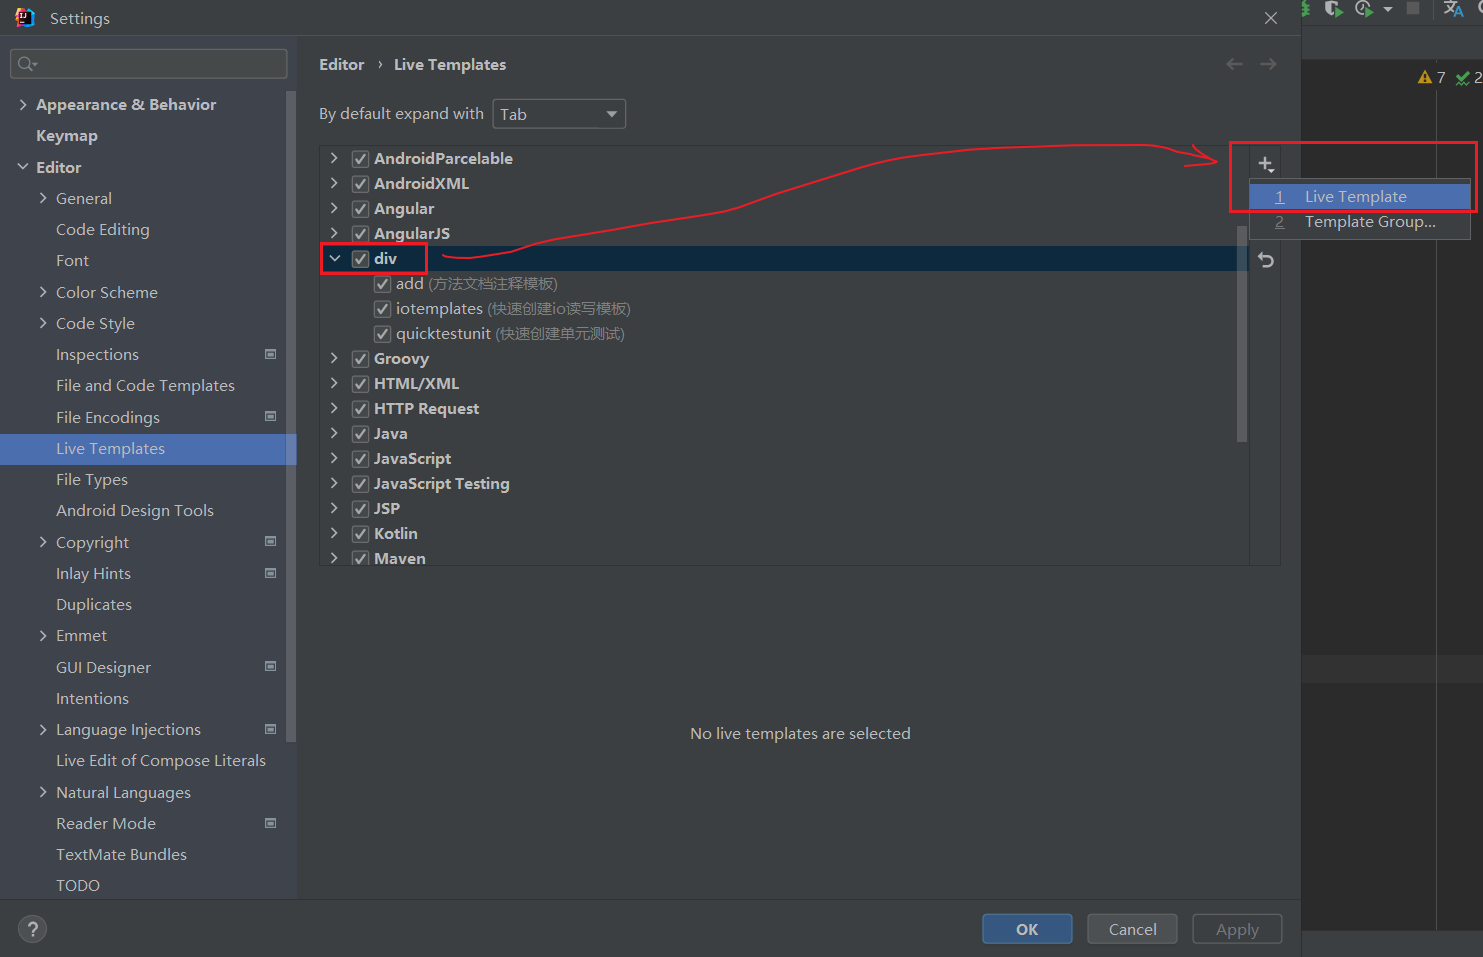 Settings
Appearance & Behavior
Keymap
Editor
General
Code Editing
Font
Color Scheme
Code Style
Inspections
File and Code Templates
File Encodings
Live Templates
File Types
Android Design Tools
Copyright
Inlay Hints
Duplicates
Emmet
GUI Designer
Intentions
Language Injections
Live Edit of Compose Literals
Natural Languages
Reader Mode
TextMate Bundles
TODO
Editor › Live Templates
By default expand with Tab
AndroidParcelable
AndroidXML
Angular
AngularJS
div
add (方法文档注释模板)
iotemplates (快速创建io读写模板)
quicktestunit (快速创建单元测试)
Groovy
HTML/XML
HTTP Request
Java
JavaScript
JavaScript Testing
JSP
Kotlin
Maven
1 Live Template
2 Template Group...
No live templates are selected
?
OK
Cancel
Apply
7
2